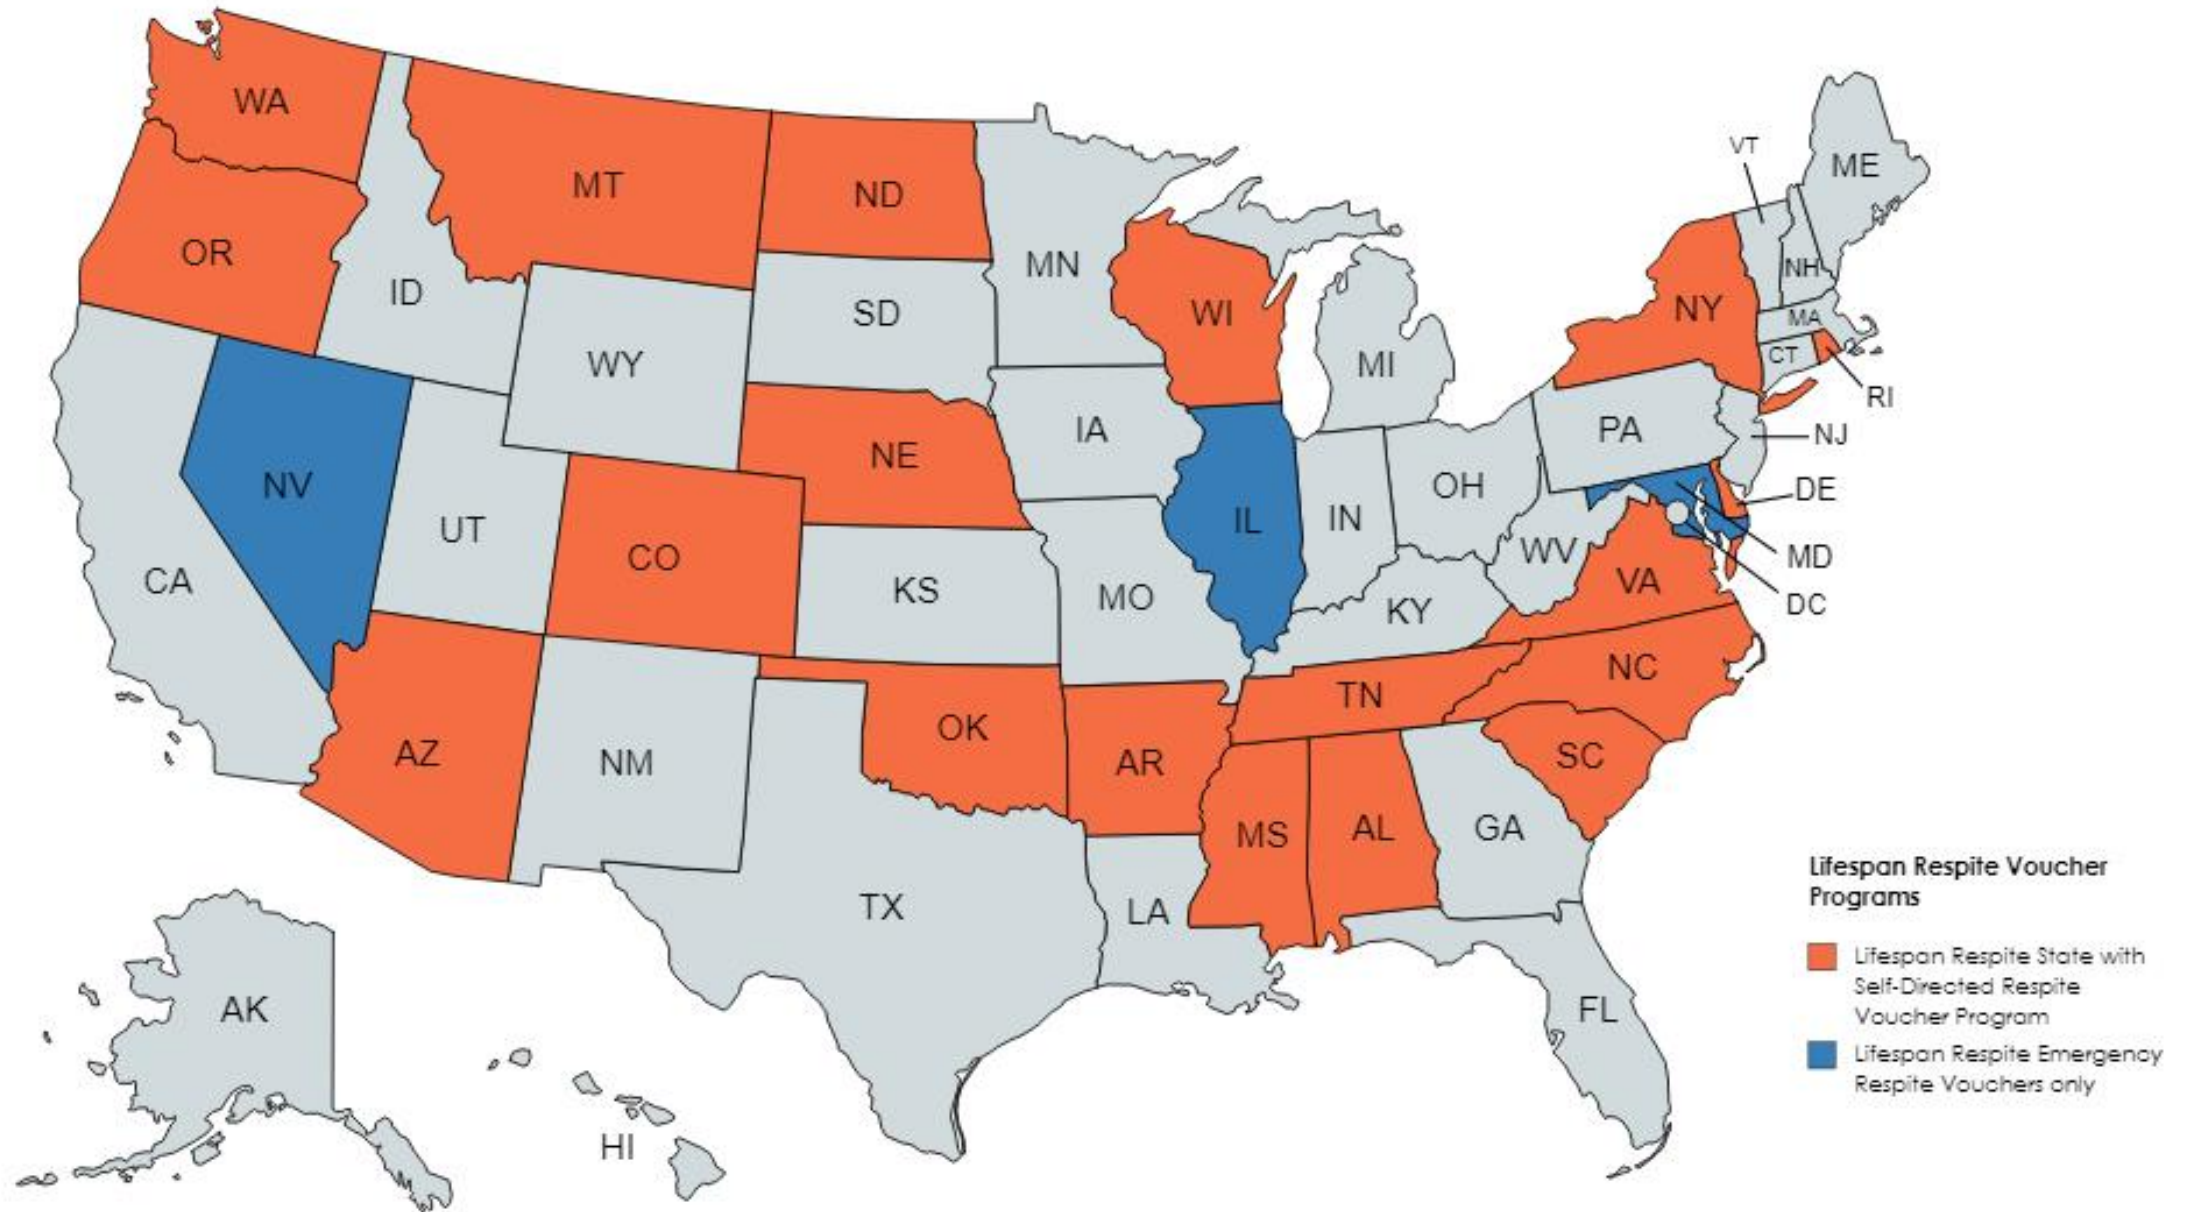 WA
MT
ND
OR
ID
MN
SD
WI
WY
MI
NY
VT
ME
NH
MA
CT
RI
IA
NE
PA
NJ
NV
UT
CO
IL
IN
OH
DE
CA
KS
MO
WV
VA
MD
DC
KY
AZ
NM
OK
AR
TN
NC
SC
MS
AL
GA
TX
LA
Lifespan Respite Voucher
Programs
Lifespan Respite State with
Self-Directed Respite
Voucher Program
Lifespan Respite Emergency
Respite Vouchers only
AK
HI
FL